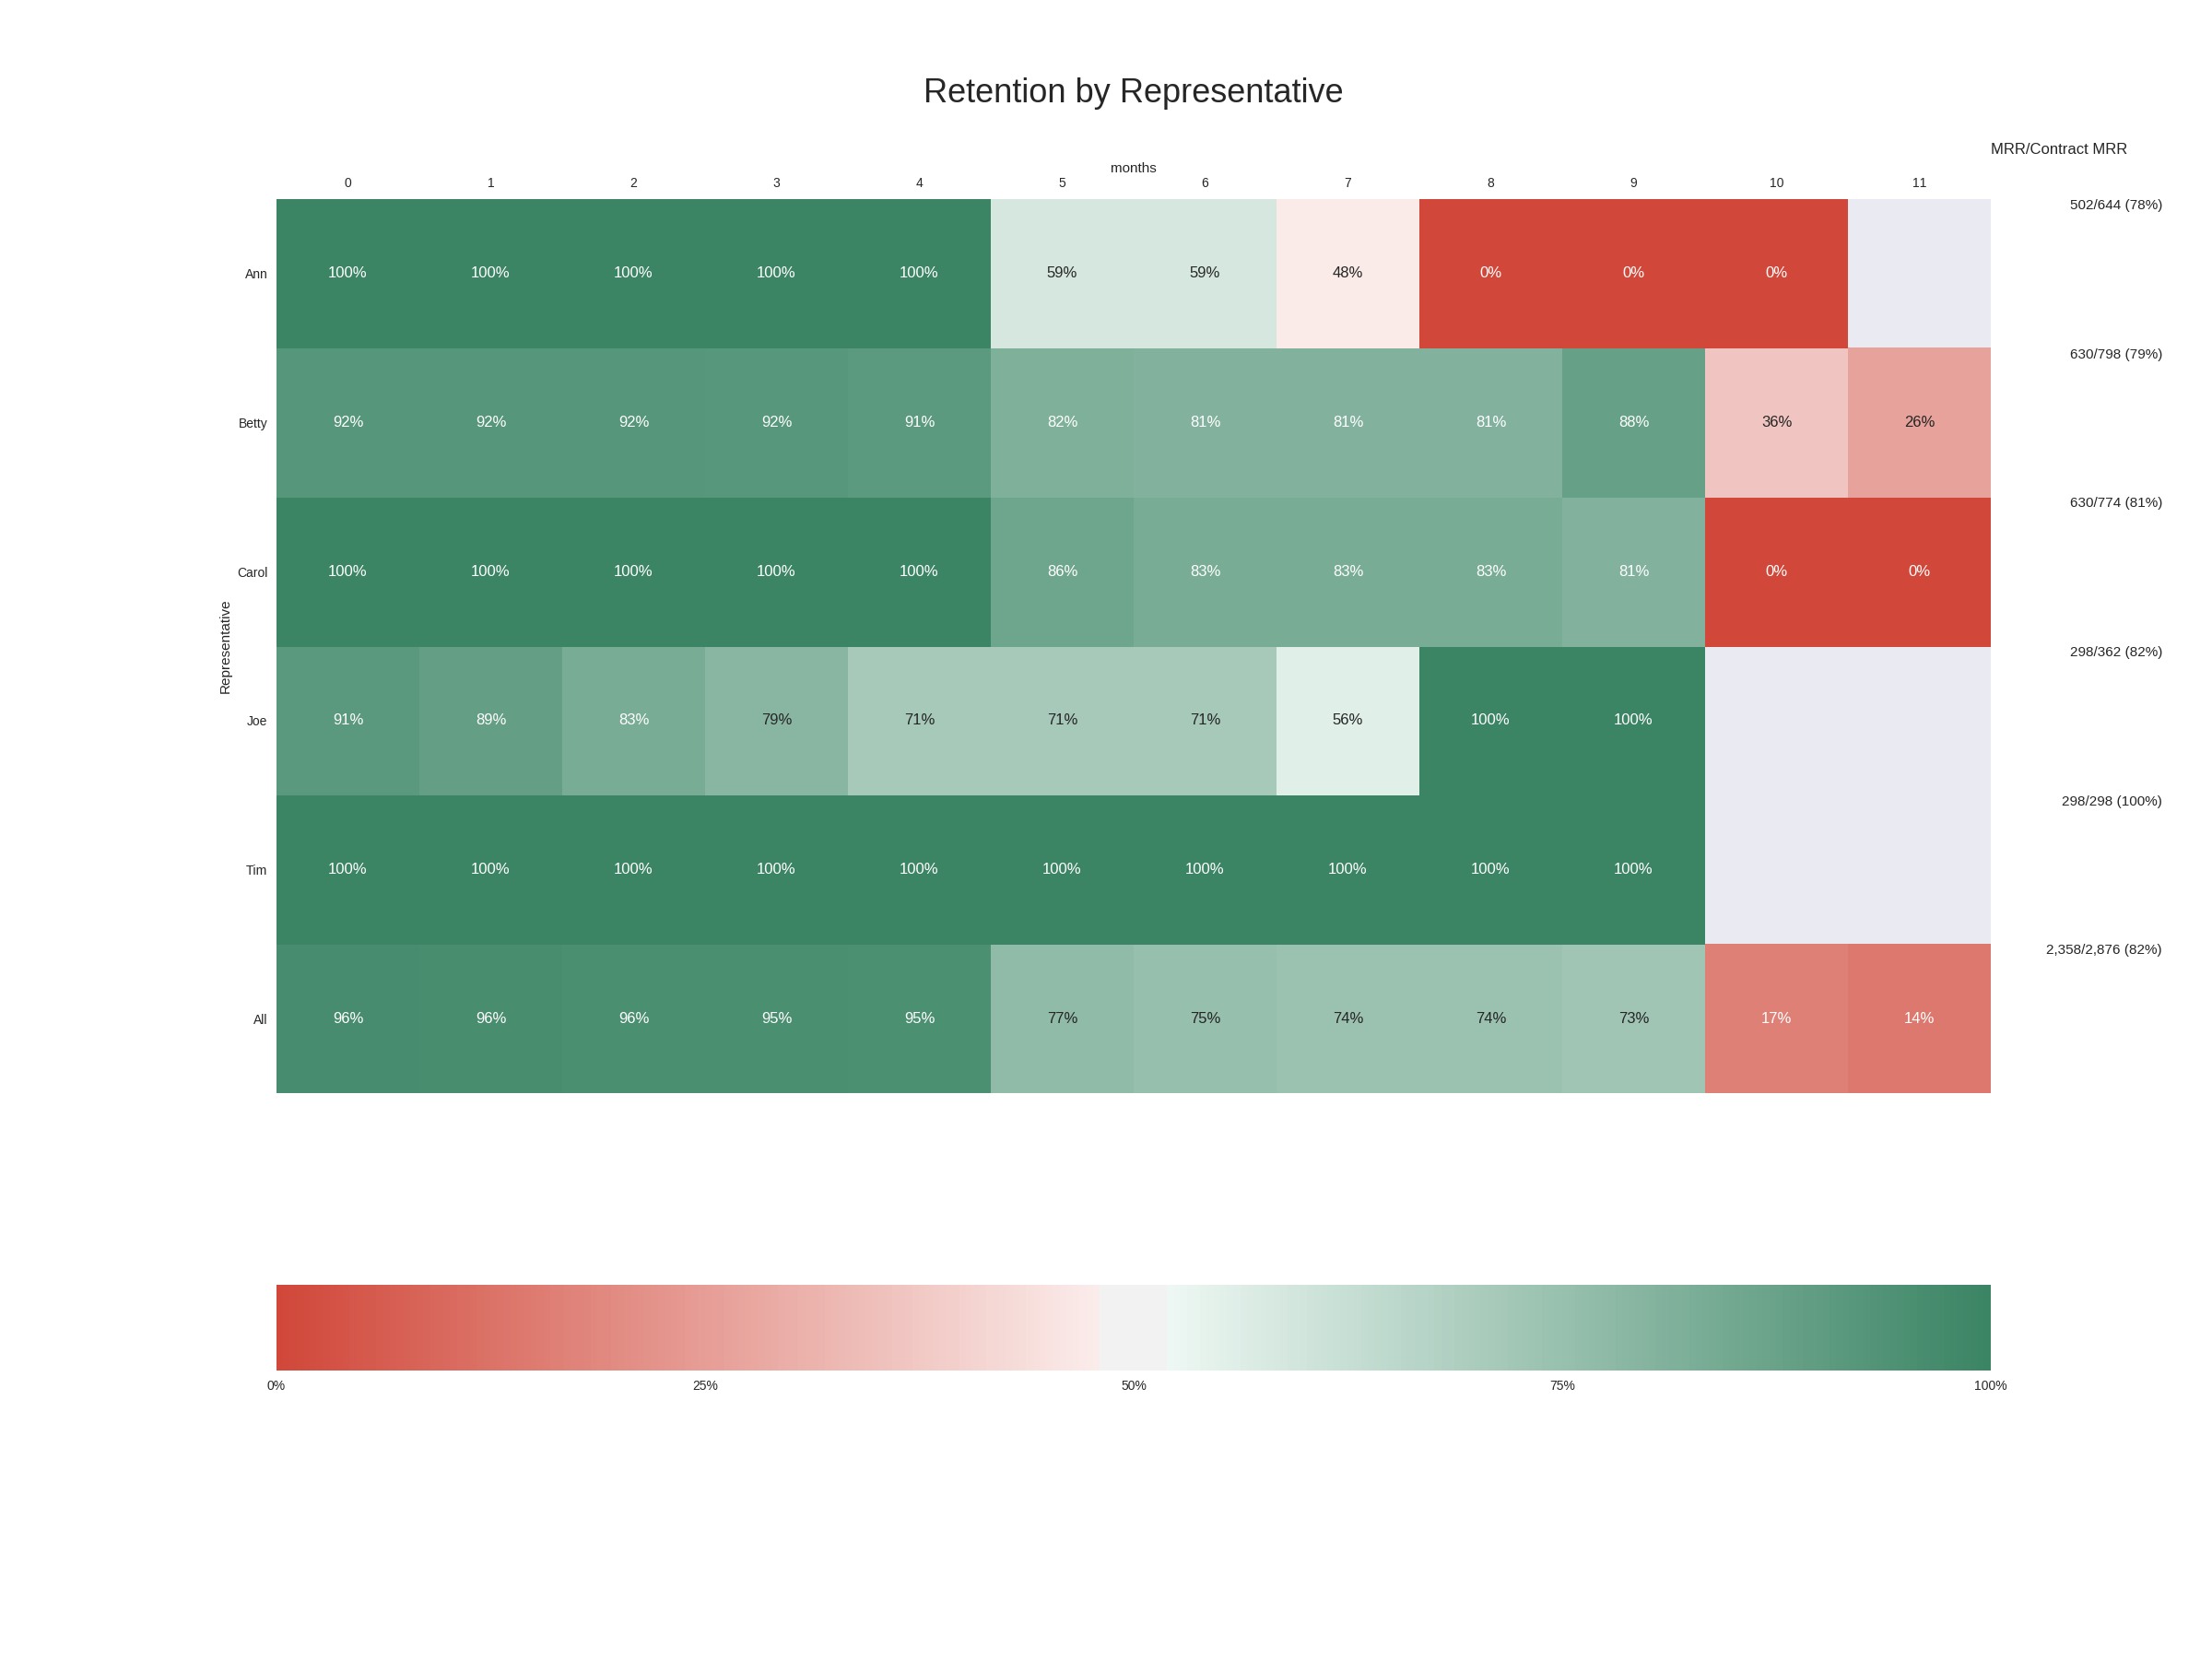 Retention by Representative
MRR/Contract MRR
months
0 1 2 3 4 5 6 7 8 9 10 11
502/644 (78%)
Ann 100% 100% 100% 100% 100% 59% 59% 48% 0% 0% 0%
630/798 (79%)
Betty 92% 92% 92% 92% 91% 82% 81% 81% 81% 88% 36% 26%
630/774 (81%)
Carol 100% 100% 100% 100% 100% 86% 83% 83% 83% 81% 0% 0%
Representative
298/362 (82%)
Joe 91% 89% 83% 79% 71% 71% 71% 56% 100% 100%
298/298 (100%)
Tim 100% 100% 100% 100% 100% 100% 100% 100% 100% 100%
2,358/2,876 (82%)
All 96% 96% 96% 95% 95% 77% 75% 74% 74% 73% 17% 14%
0% 25% 50% 75% 100%